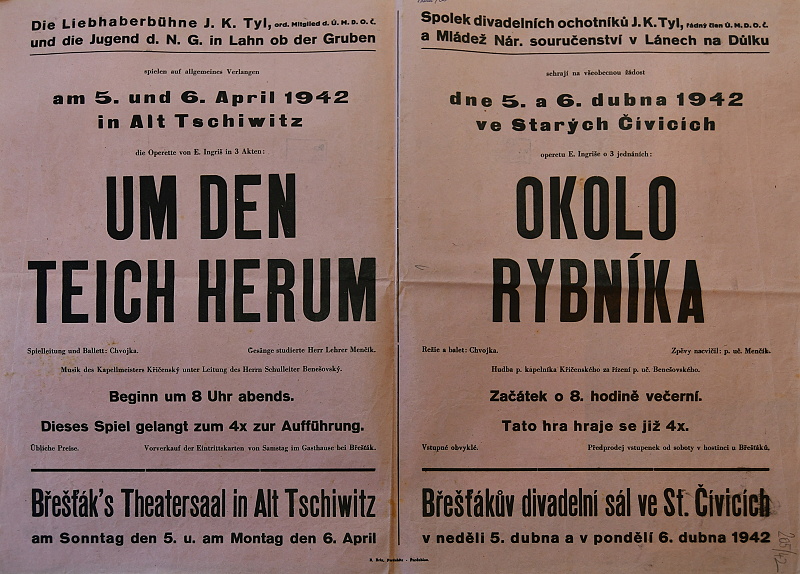 Die Liebhaberbühne J. K. Tyl, ord. Mitglied d. Ú. M. D. O. Č.
und die Jugend d. N. G. in Lahn ob der Gruben
spielen auf allgemeines Verlangen
am 5. und 6. April 1942
in Alt Tschiwitz
die Operette von E. Ingriš in 3 Akten:
UM DEN
TEICH HERUM
Spielleitung und Ballett: Chvojka. Gesänge studierte Herr Lehrer Menčík.
Musik des Kapellmeisters Křičenský unter Leitung des Herrn Schulleiter Benešovský.
Beginn um 8 Uhr abends.
Dieses Spiel gelangt zum 4x zur Aufführung.
Übliche Preise. Vorverkauf der Eintrittskarten von Samstag im Gasthause bei Břešťák.
Břešťák's Theatersaal in Alt Tschiwitz
am Sonntag den 5. u. am Montag den 6. April
Spolek divadelních ochotníků J. K. Tyl, řádný člen Ú. M. D. O. Č.
a Mládež Nár. souručenství v Lánech na Důlku
sehrají na všeobecnou žádost
dne 5. a 6. dubna 1942
ve Starých Čívicích
operetu E. Ingriše o 3 jednáních:
OKOLO
RYBNÍKA
Režie a balet: Chvojka. Zpěvy nacvičil: p. uč. Menčík.
Hudba p. kapelníka Křičenského za řízení p. uč. Benešovského.
Začátek o 8. hodině večerní.
Tato hra hraje se již 4x.
Vstupné obvyklé. Předprodej vstupenek od soboty v hostinci u Břešťáků.
Břešťákův divadelní sál ve St. Čívicích
v neděli 5. dubna a v pondělí 6. dubna 1942
205/42